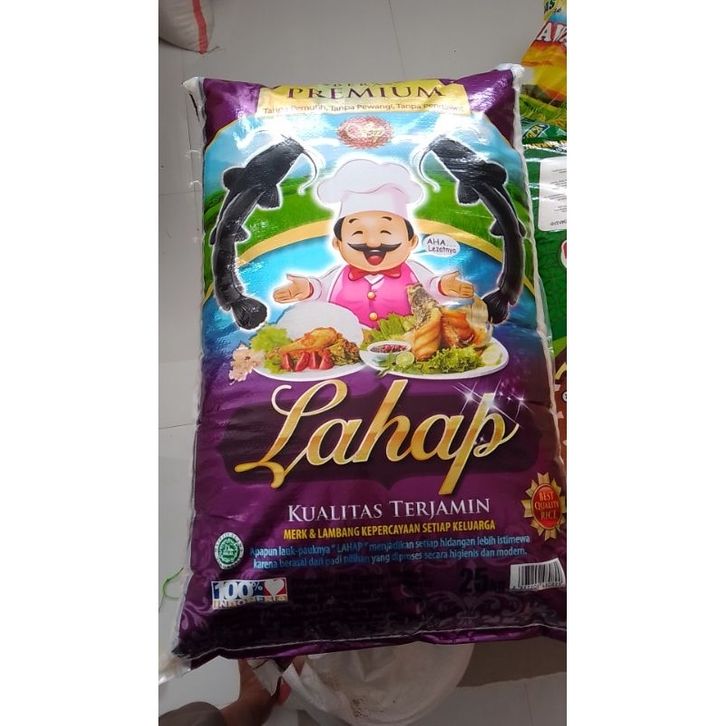 BERAS
PREMIUM
Tanpa Pemutih, Tanpa Pewangi, Tanpa
AHA
Lezatnya
Lahap
KUALITAS TERJAMIN
MERK & LAMBANG KEPERCAYAAN SETIAP KELUARGA
BEST
QUALITY
RICE
Apapun lauk-pauknya " LAHAP " menjadikan setiap hidangan lebih istimewa
karena berasal dari padi pilihan yang diproses secara higienis dan modern.
100%
INDONESIA
25